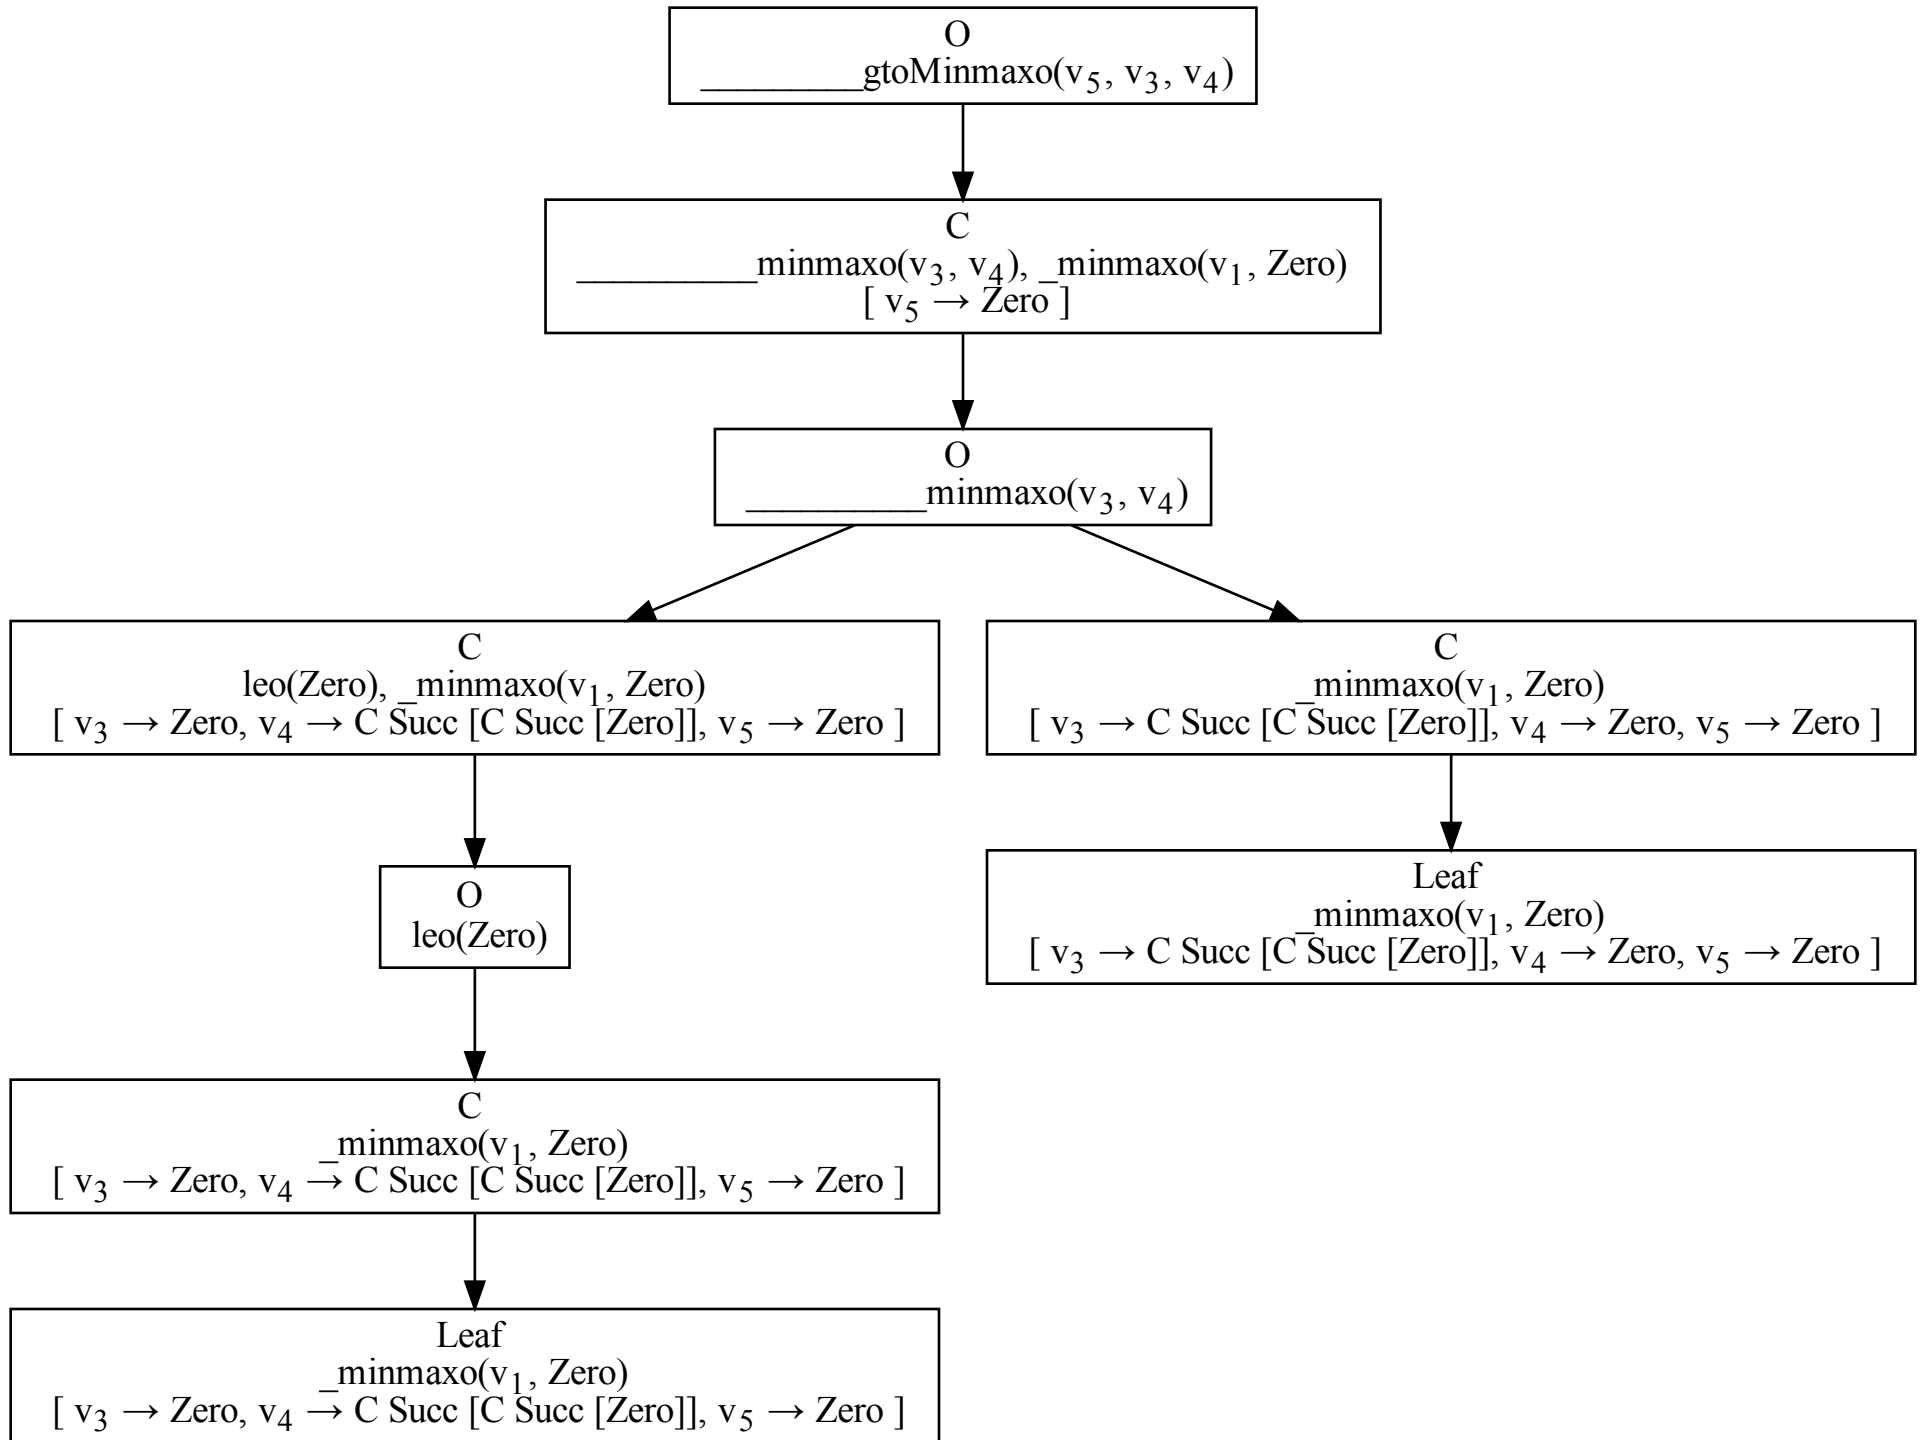 O
_________gtoMinmaxo(v5, v3, v4)
C
__________minmaxo(v3, v4), _minmaxo(v1, Zero)
[ v5 → Zero ]
O
__________minmaxo(v3, v4)
C
leo(Zero), _minmaxo(v1, Zero)
[ v3 → Zero, v4 → C Succ [C Succ [Zero]], v5 → Zero ]
C
_minmaxo(v1, Zero)
[ v3 → C Succ [C Succ [Zero]], v4 → Zero, v5 → Zero ]
O
leo(Zero)
Leaf
_minmaxo(v1, Zero)
[ v3 → C Succ [C Succ [Zero]], v4 → Zero, v5 → Zero ]
C
_minmaxo(v1, Zero)
[ v3 → Zero, v4 → C Succ [C Succ [Zero]], v5 → Zero ]
Leaf
_minmaxo(v1, Zero)
[ v3 → Zero, v4 → C Succ [C Succ [Zero]], v5 → Zero ]